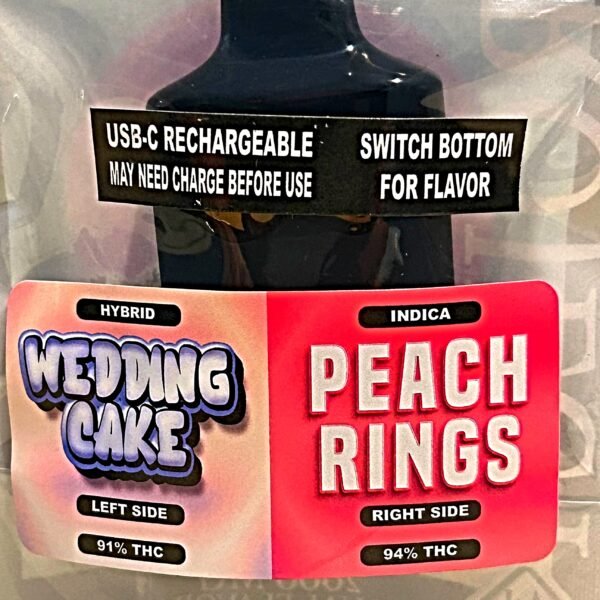 USB-C RECHARGEABLE
MAY NEED CHARGE BEFORE USE
SWITCH BOTTOM
FOR FLAVOR
HYBRID
WEDDING
CAKE
LEFT SIDE
91% THC
INDICA
PEACH
RINGS
RIGHT SIDE
94% THC